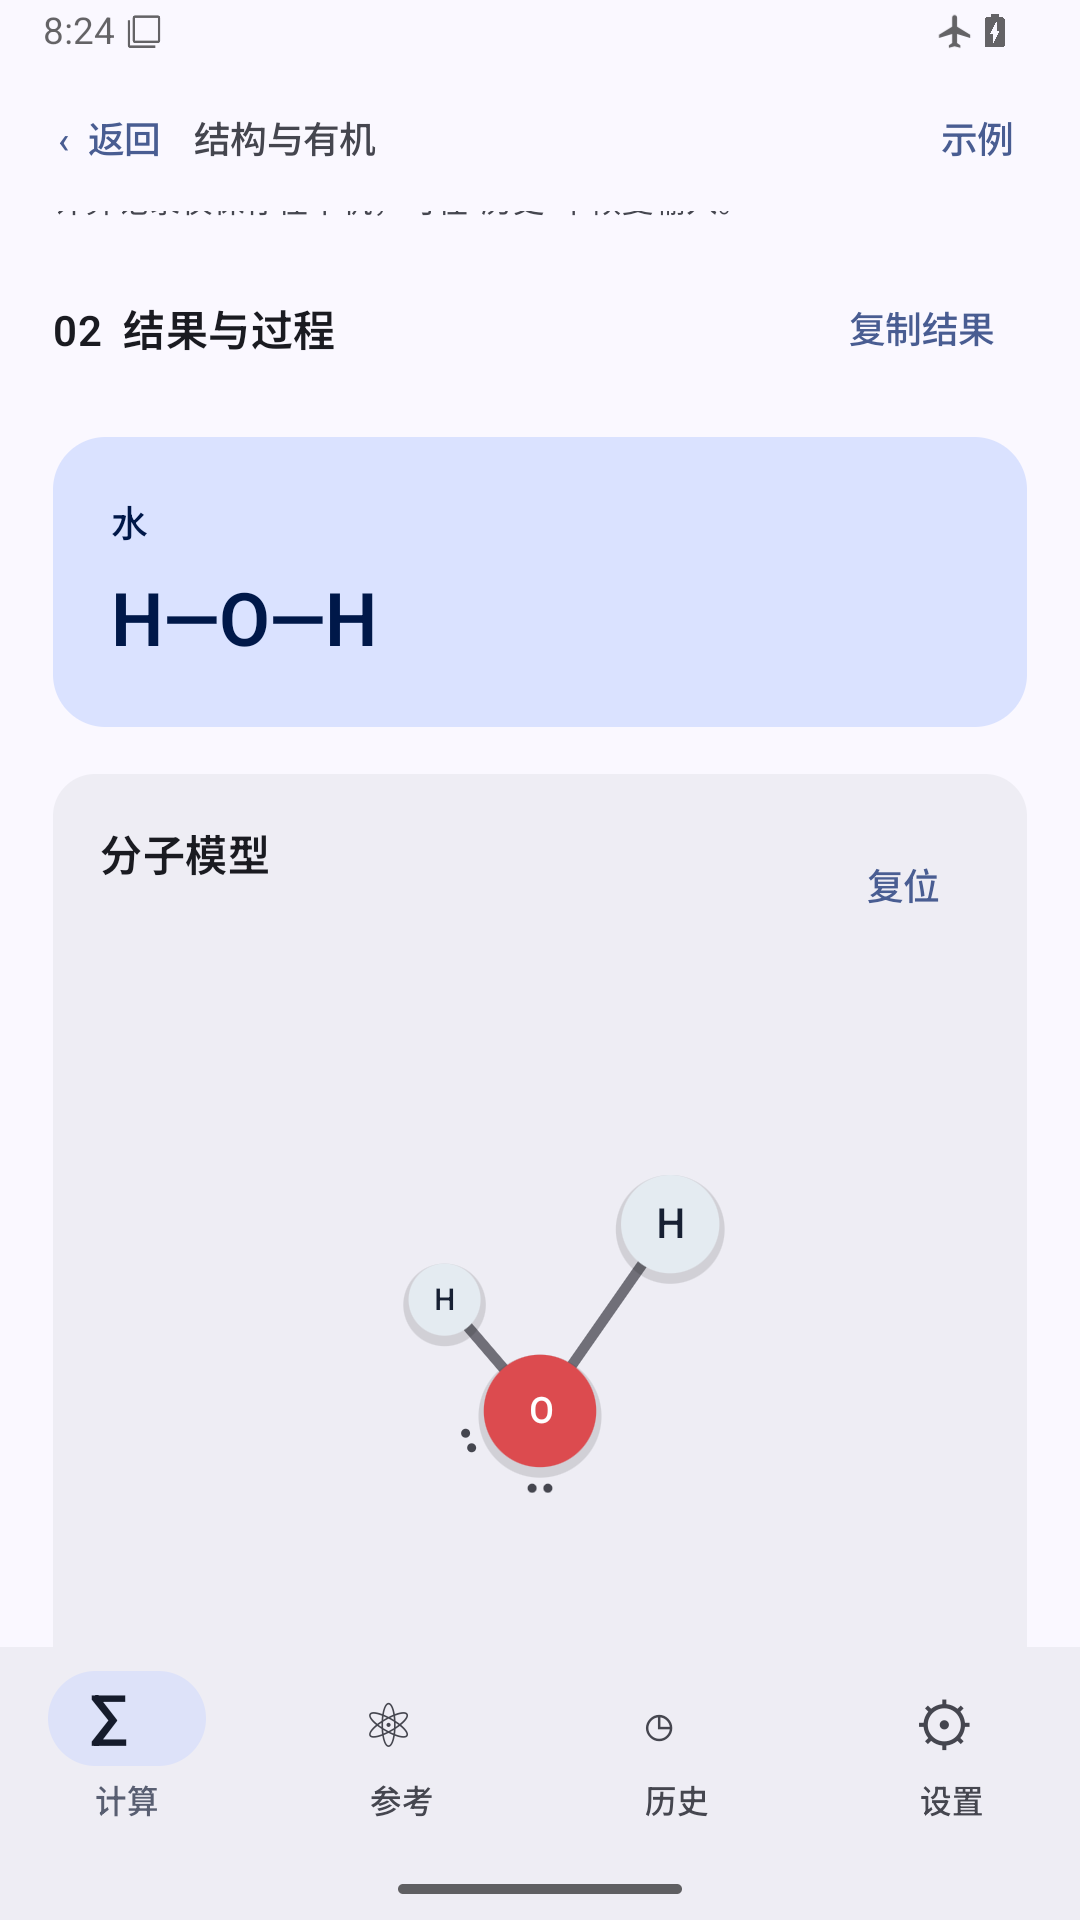 8:24
‹ 返回 结构与有机 示例
02 结果与过程 复制结果
水
H—O—H
分子模型
复位
H
H
O
计算 参考 历史 设置